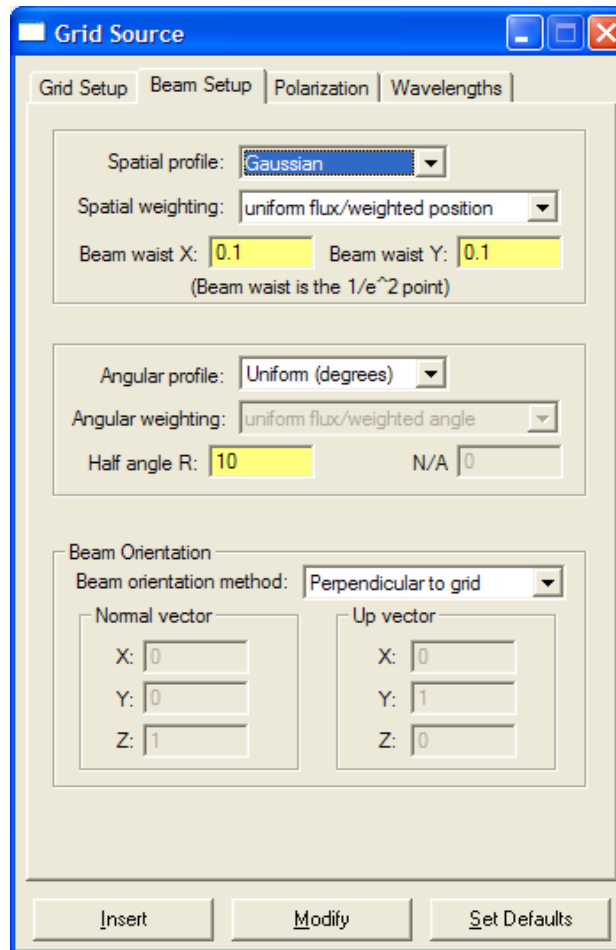 Grid Source
Grid Setup Beam Setup Polarization Wavelengths
Spatial profile: Gaussian
Spatial weighting: uniform flux/weighted position
Beam waist X: 0.1 Beam waist Y: 0.1
(Beam waist is the 1/e^2 point)
Angular profile: Uniform (degrees)
Angular weighting: uniform flux/weighted angle
Half angle R: 10 N/A 0
Beam Orientation
Beam orientation method: Perpendicular to grid
Normal vector Up vector
X: 0 X: 0
Y: 0 Y: 1
Z: 1 Z: 0
Insert Modify Set Defaults